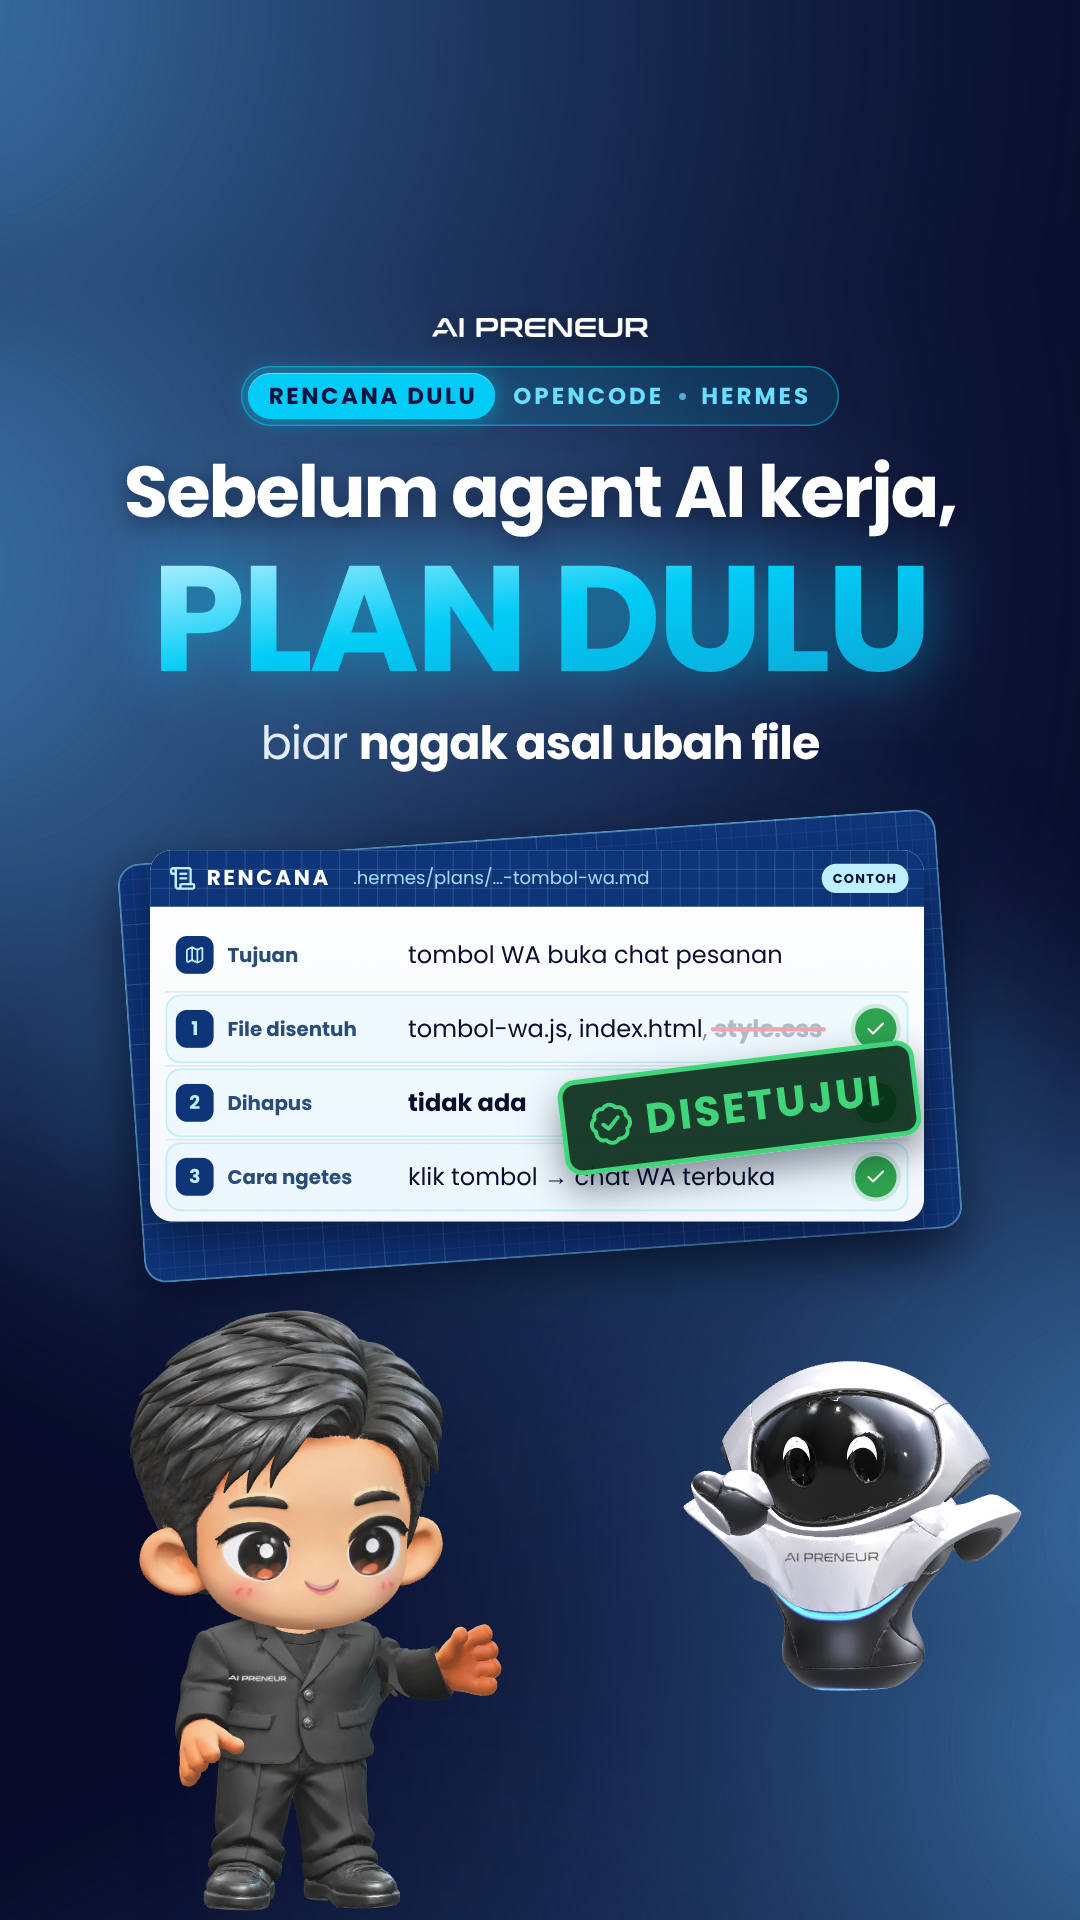 AI PRENEUR
RENCANA DULU OPENCODE • HERMES
Sebelum agent AI kerja,
PLAN DULU
biar nggak asal ubah file
RENCANA .hermes/plans/...-tombol-wa.md CONTOH
Tujuan tombol WA buka chat pesanan
1 File disentuh tombol-wa.js, index.html, style.css
2 Dihapus tidak ada
DISETUJUI
3 Cara ngetes klik tombol → chat WA terbuka
AI PRENEUR
AI PRENEUR